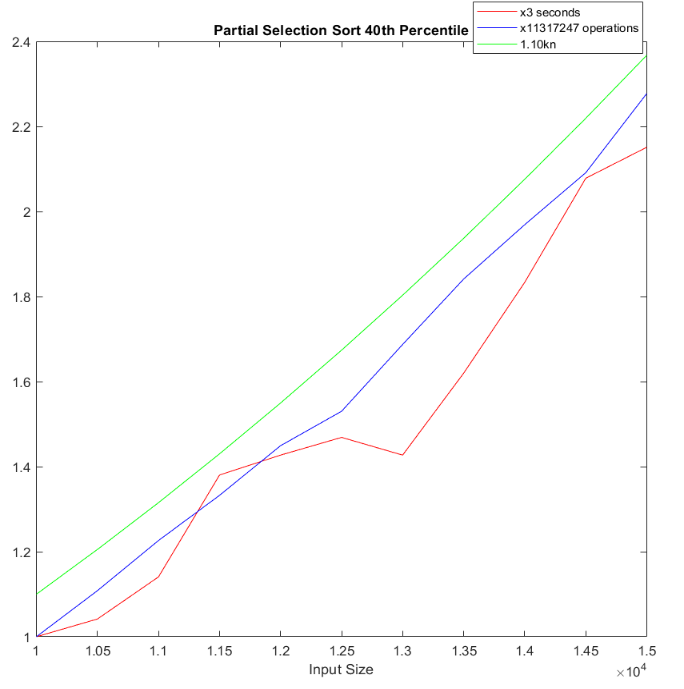 Partial Selection Sort 40th Percentile
x3 seconds
x11317247 operations
1.10kn
2.4
2.2
2
1.8
1.6
1.4
1.2
1
1 1.05 1.1 1.15 1.2 1.25 1.3 1.35 1.4 1.45 1.5
Input Size
×10⁴